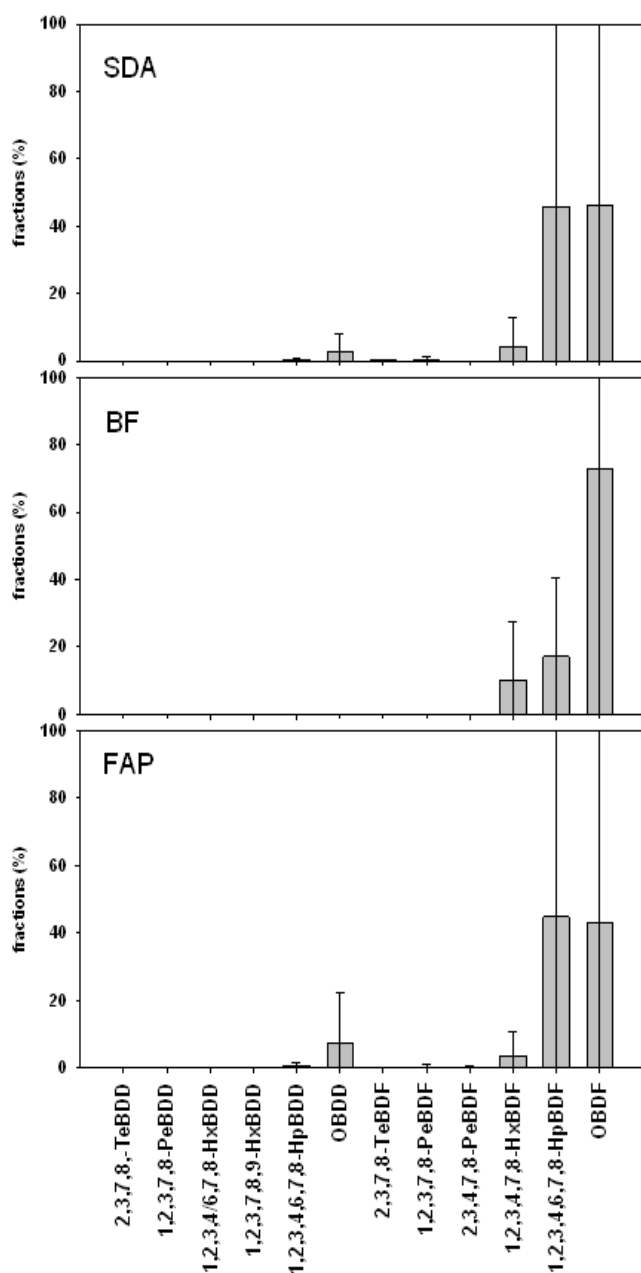 100
SDA
80
60
fractions (%)
40
20
0
100
BF
80
60
fractions (%)
40
20
0
100
FAP
80
60
fractions (%)
40
20
0
2,3,7,8,-TeBDD
1,2,3,7,8-PeBDD
1,2,3,4/6,7,8-HxBDD
1,2,3,7,8,9-HxBDD
1,2,3,4,6,7,8-HpBDD
OBDD
2,3,7,8-TeBDF
1,2,3,7,8-PeBDF
2,3,4,7,8-PeBDF
1,2,3,4,7,8-HxBDF
1,2,3,4,6,7,8-HpBDF
OBDF